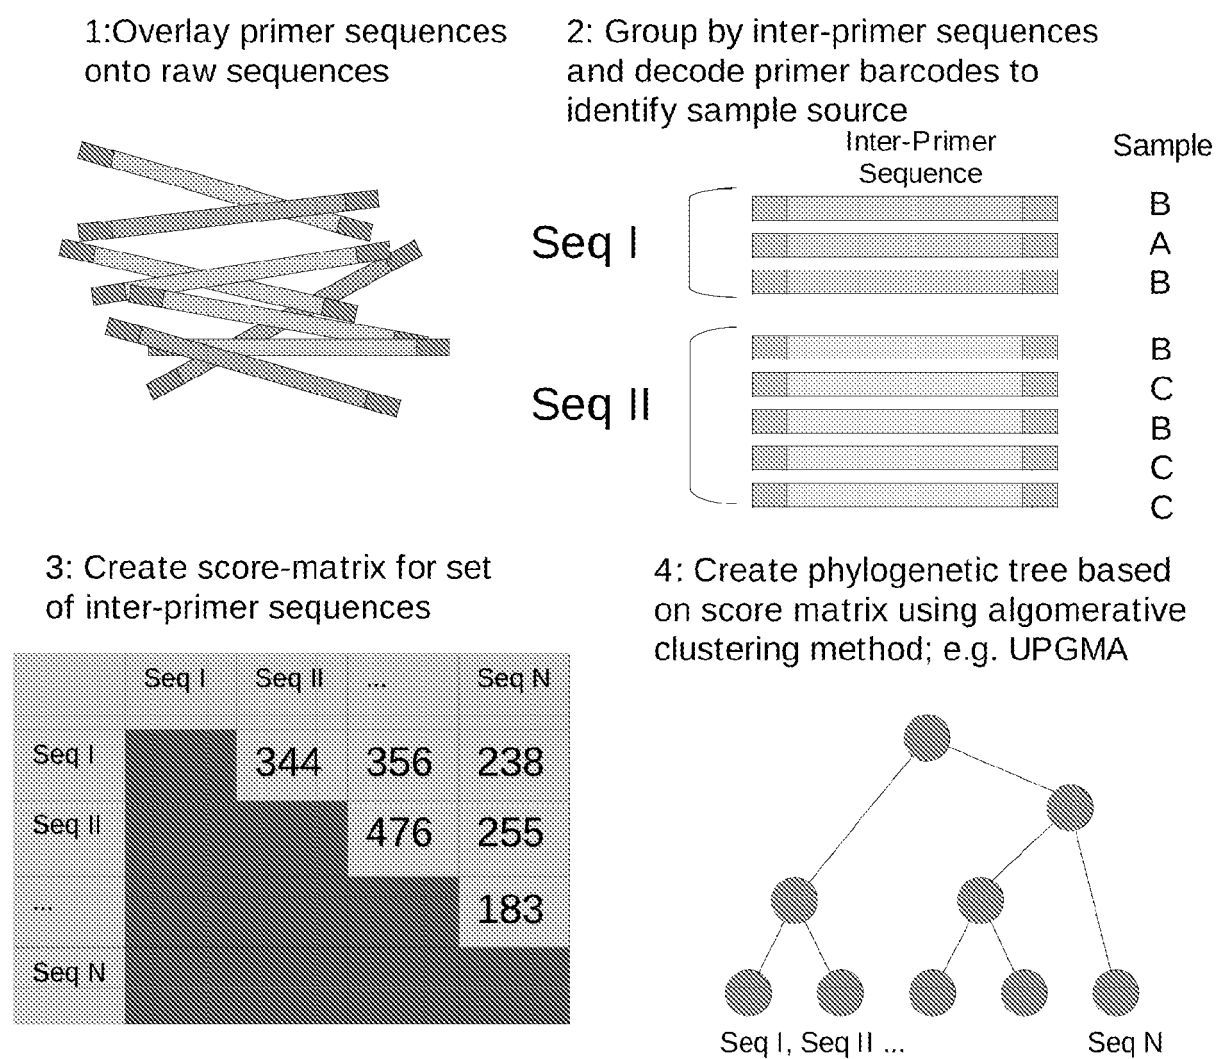 1:Overlay primer sequences
onto raw sequences
2: Group by inter-primer sequences
and decode primer barcodes to
identify sample source
Inter-Primer
Sequence
Sample
Seq I
B
A
B
Seq II
B
C
B
C
C
3: Create score-matrix for set
of inter-primer sequences
Seq I Seq II ... Seq N
Seq I 344 356 238
Seq II 476 255
... 183
Seq N
4: Create phylogenetic tree based
on score matrix using algomerative
clustering method; e.g. UPGMA
Seq I, Seq II ... Seq N